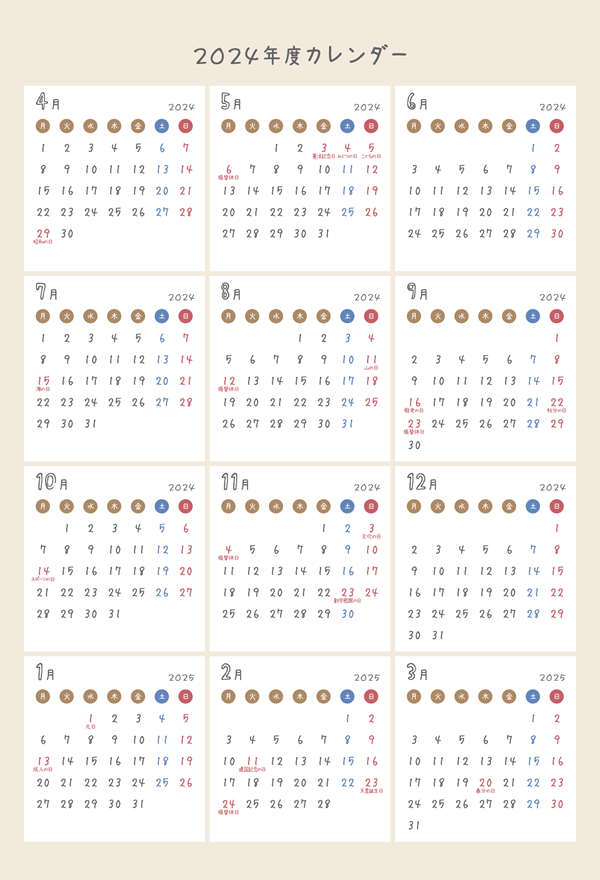 2024年度カレンダー
4月 2024
月 火 水 木 金 土 日
1 2 3 4 5 6 7
8 9 10 11 12 13 14
15 16 17 18 19 20 21
22 23 24 25 26 27 28
29 30
昭和の日
5月 2024
月 火 水 木 金 土 日
1 2 3 4 5
憲法記念日 みどりの日 こどもの日
6 7 8 9 10 11 12
振替休日
13 14 15 16 17 18 19
20 21 22 23 24 25 26
27 28 29 30 31
6月 2024
月 火 水 木 金 土 日
1 2
3 4 5 6 7 8 9
10 11 12 13 14 15 16
17 18 19 20 21 22 23
24 25 26 27 28 29 30
7月 2024
月 火 水 木 金 土 日
1 2 3 4 5 6 7
8 9 10 11 12 13 14
15 16 17 18 19 20 21
海の日
22 23 24 25 26 27 28
29 30 31
8月 2024
月 火 水 木 金 土 日
1 2 3 4
5 6 7 8 9 10 11
山の日
12 13 14 15 16 17 18
振替休日
19 20 21 22 23 24 25
26 27 28 29 30 31
9月 2024
月 火 水 木 金 土 日
1
2 3 4 5 6 7 8
9 10 11 12 13 14 15
16 17 18 19 20 21 22
敬老の日 秋分の日
23 24 25 26 27 28 29
振替休日
30
10月 2024
月 火 水 木 金 土 日
1 2 3 4 5 6
7 8 9 10 11 12 13
14 15 16 17 18 19 20
スポーツの日
21 22 23 24 25 26 27
28 29 30 31
11月 2024
月 火 水 木 金 土 日
1 2 3
文化の日
4 5 6 7 8 9 10
振替休日
11 12 13 14 15 16 17
18 19 20 21 22 23 24
勤労感謝の日
25 26 27 28 29 30
12月 2024
月 火 水 木 金 土 日
1
2 3 4 5 6 7 8
9 10 11 12 13 14 15
16 17 18 19 20 21 22
23 24 25 26 27 28 29
30 31
1月 2025
月 火 水 木 金 土 日
1 2 3 4 5
元日
6 7 8 9 10 11 12
13 14 15 16 17 18 19
成人の日
20 21 22 23 24 25 26
27 28 29 30 31
2月 2025
月 火 水 木 金 土 日
1 2
3 4 5 6 7 8 9
10 11 12 13 14 15 16
建国記念の日
17 18 19 20 21 22 23
天皇誕生日
24 25 26 27 28
振替休日
3月 2025
月 火 水 木 金 土 日
1 2
3 4 5 6 7 8 9
10 11 12 13 14 15 16
17 18 19 20 21 22 23
春分の日
24 25 26 27 28 29 30
31